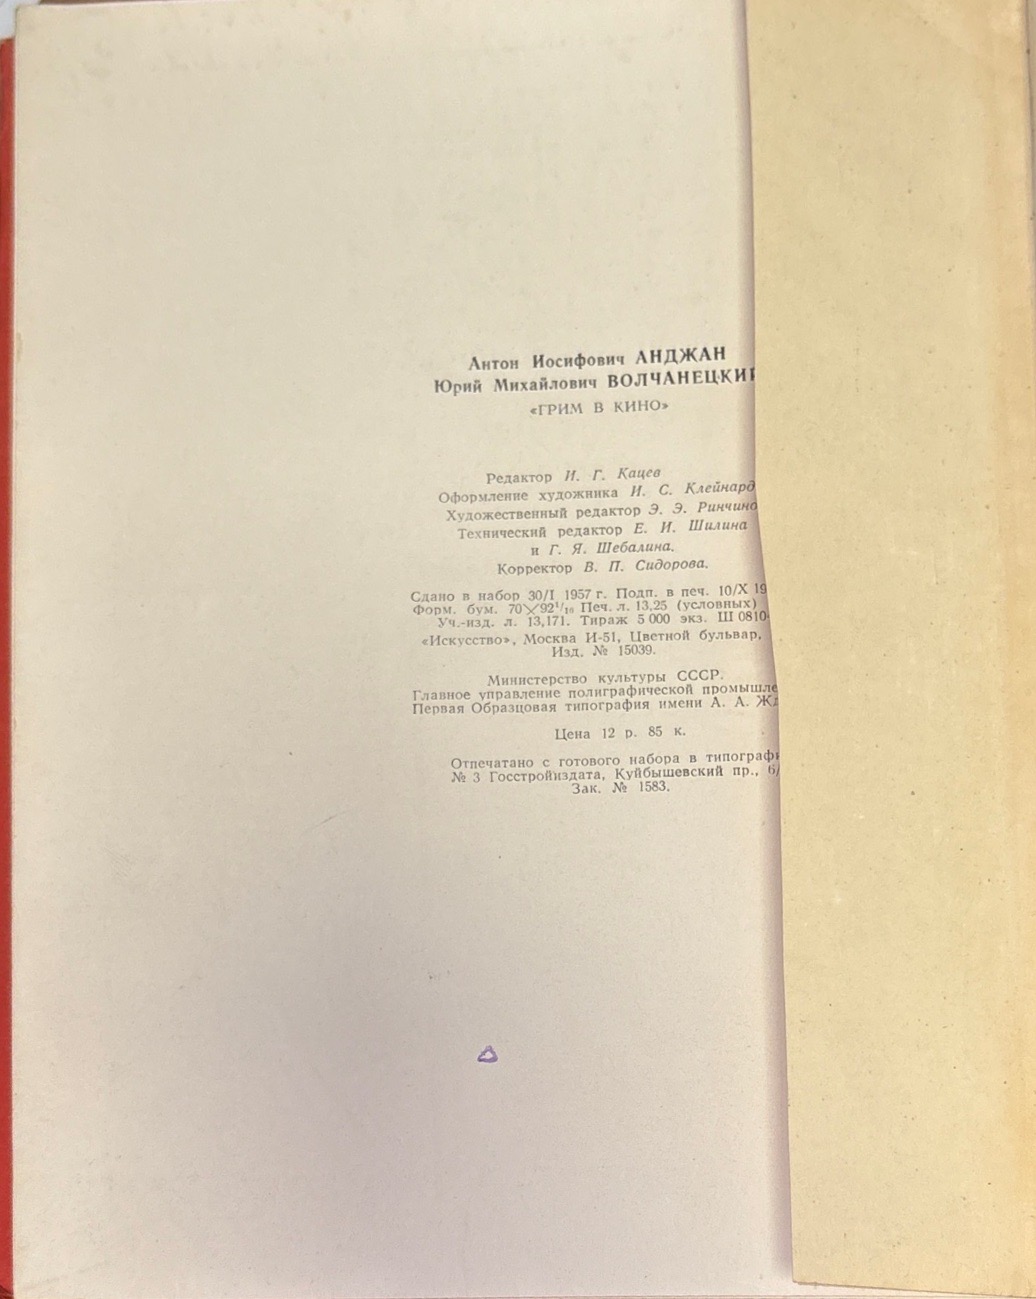 Антон Иосифович АНДЖАН
Юрий Михайлович ВОЛЧАНЕЦКИЙ
«ГРИМ В КИНО»
Редактор И. Г. Кацев
Оформление художника И. С. Клейнард
Художественный редактор Э. Э. Ринчино
Технический редактор Е. И. Шилина
и Г. Я. Шебалина.
Корректор В. П. Сидорова.
Сдано в набор 30/I 1957 г. Подп. в печ. 10/X 19
Форм. бум. 70×92¹/₁₆ Печ. л. 13,25 (условных)
Уч.-изд. л. 13,171. Тираж 5 000 экз. Ш 0810
«Искусство», Москва И-51, Цветной бульвар,
Изд. № 15039.
Министерство культуры СССР.
Главное управление полиграфической промышле
Первая Образцовая типография имени А. А. Жд
Цена 12 р. 85 к.
Отпечатано с готового набора в типографи
№ 3 Госстройиздата, Куйбышевский пр., 6/
Зак. № 1583.